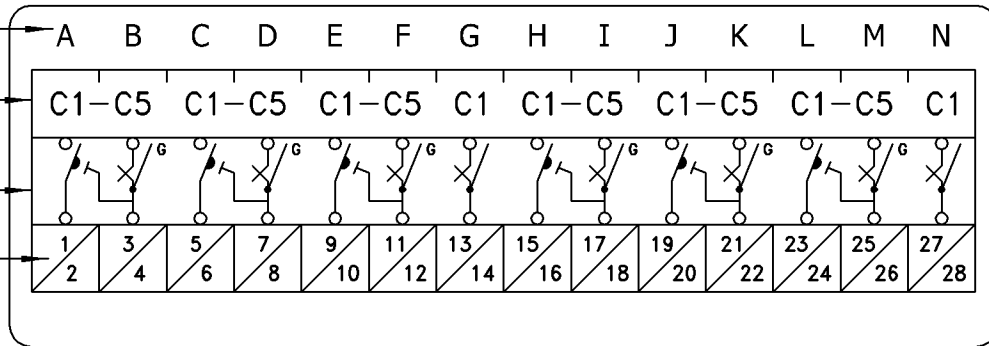 A B C D E F G H I J K L M N
C1-C5 C1-C5 C1-C5 C1 C1-C5 C1-C5 C1-C5 C1
G G G G G G
1 3 5 7 9 11 13 15 17 19 21 23 25 27
2 4 6 8 10 12 14 16 18 20 22 24 26 28